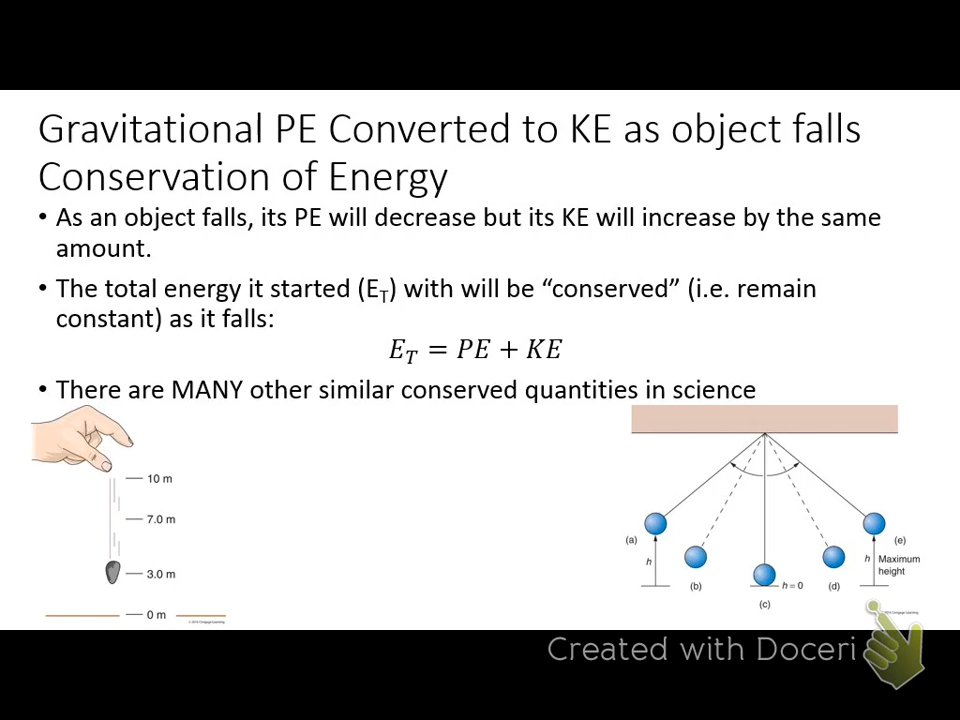 Gravitational PE Converted to KE as object falls
Conservation of Energy
• As an object falls, its PE will decrease but its KE will increase by the same
amount.
• The total energy it started (E_T) with will be “conserved” (i.e. remain
constant) as it falls:
E_T = PE + KE
• There are MANY other similar conserved quantities in science
10 m
7.0 m
3.0 m
0 m
(a)
h
(b)
h = 0
(c)
(d)
(e)
h Maximum
height
Created with Doceri